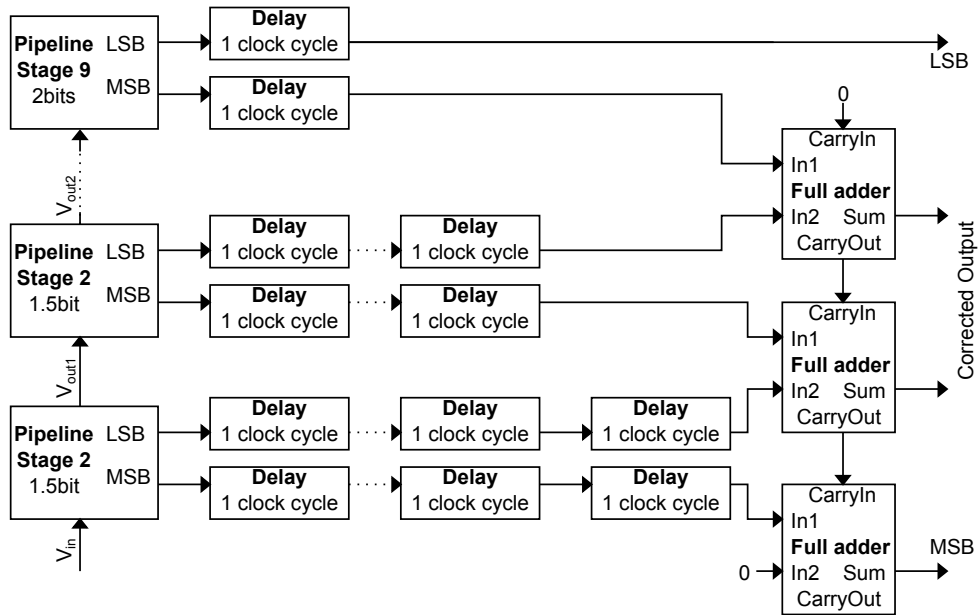 Pipeline
Stage 9
2bits
LSB
MSB
Delay
1 clock cycle
Delay
1 clock cycle
LSB
0
CarryIn
In1
Full adder
In2 Sum
CarryOut
Vout2
Pipeline
Stage 2
1.5bit
LSB
MSB
Delay
1 clock cycle
Delay
1 clock cycle
Delay
1 clock cycle
Delay
1 clock cycle
CarryIn
In1
Full adder
In2 Sum
CarryOut
Corrected Output
Vout1
Pipeline
Stage 2
1.5bit
LSB
MSB
Delay
1 clock cycle
Delay
1 clock cycle
Delay
1 clock cycle
Delay
1 clock cycle
Delay
1 clock cycle
Delay
1 clock cycle
CarryIn
In1
Full adder
0
In2 Sum
CarryOut
MSB
Vin